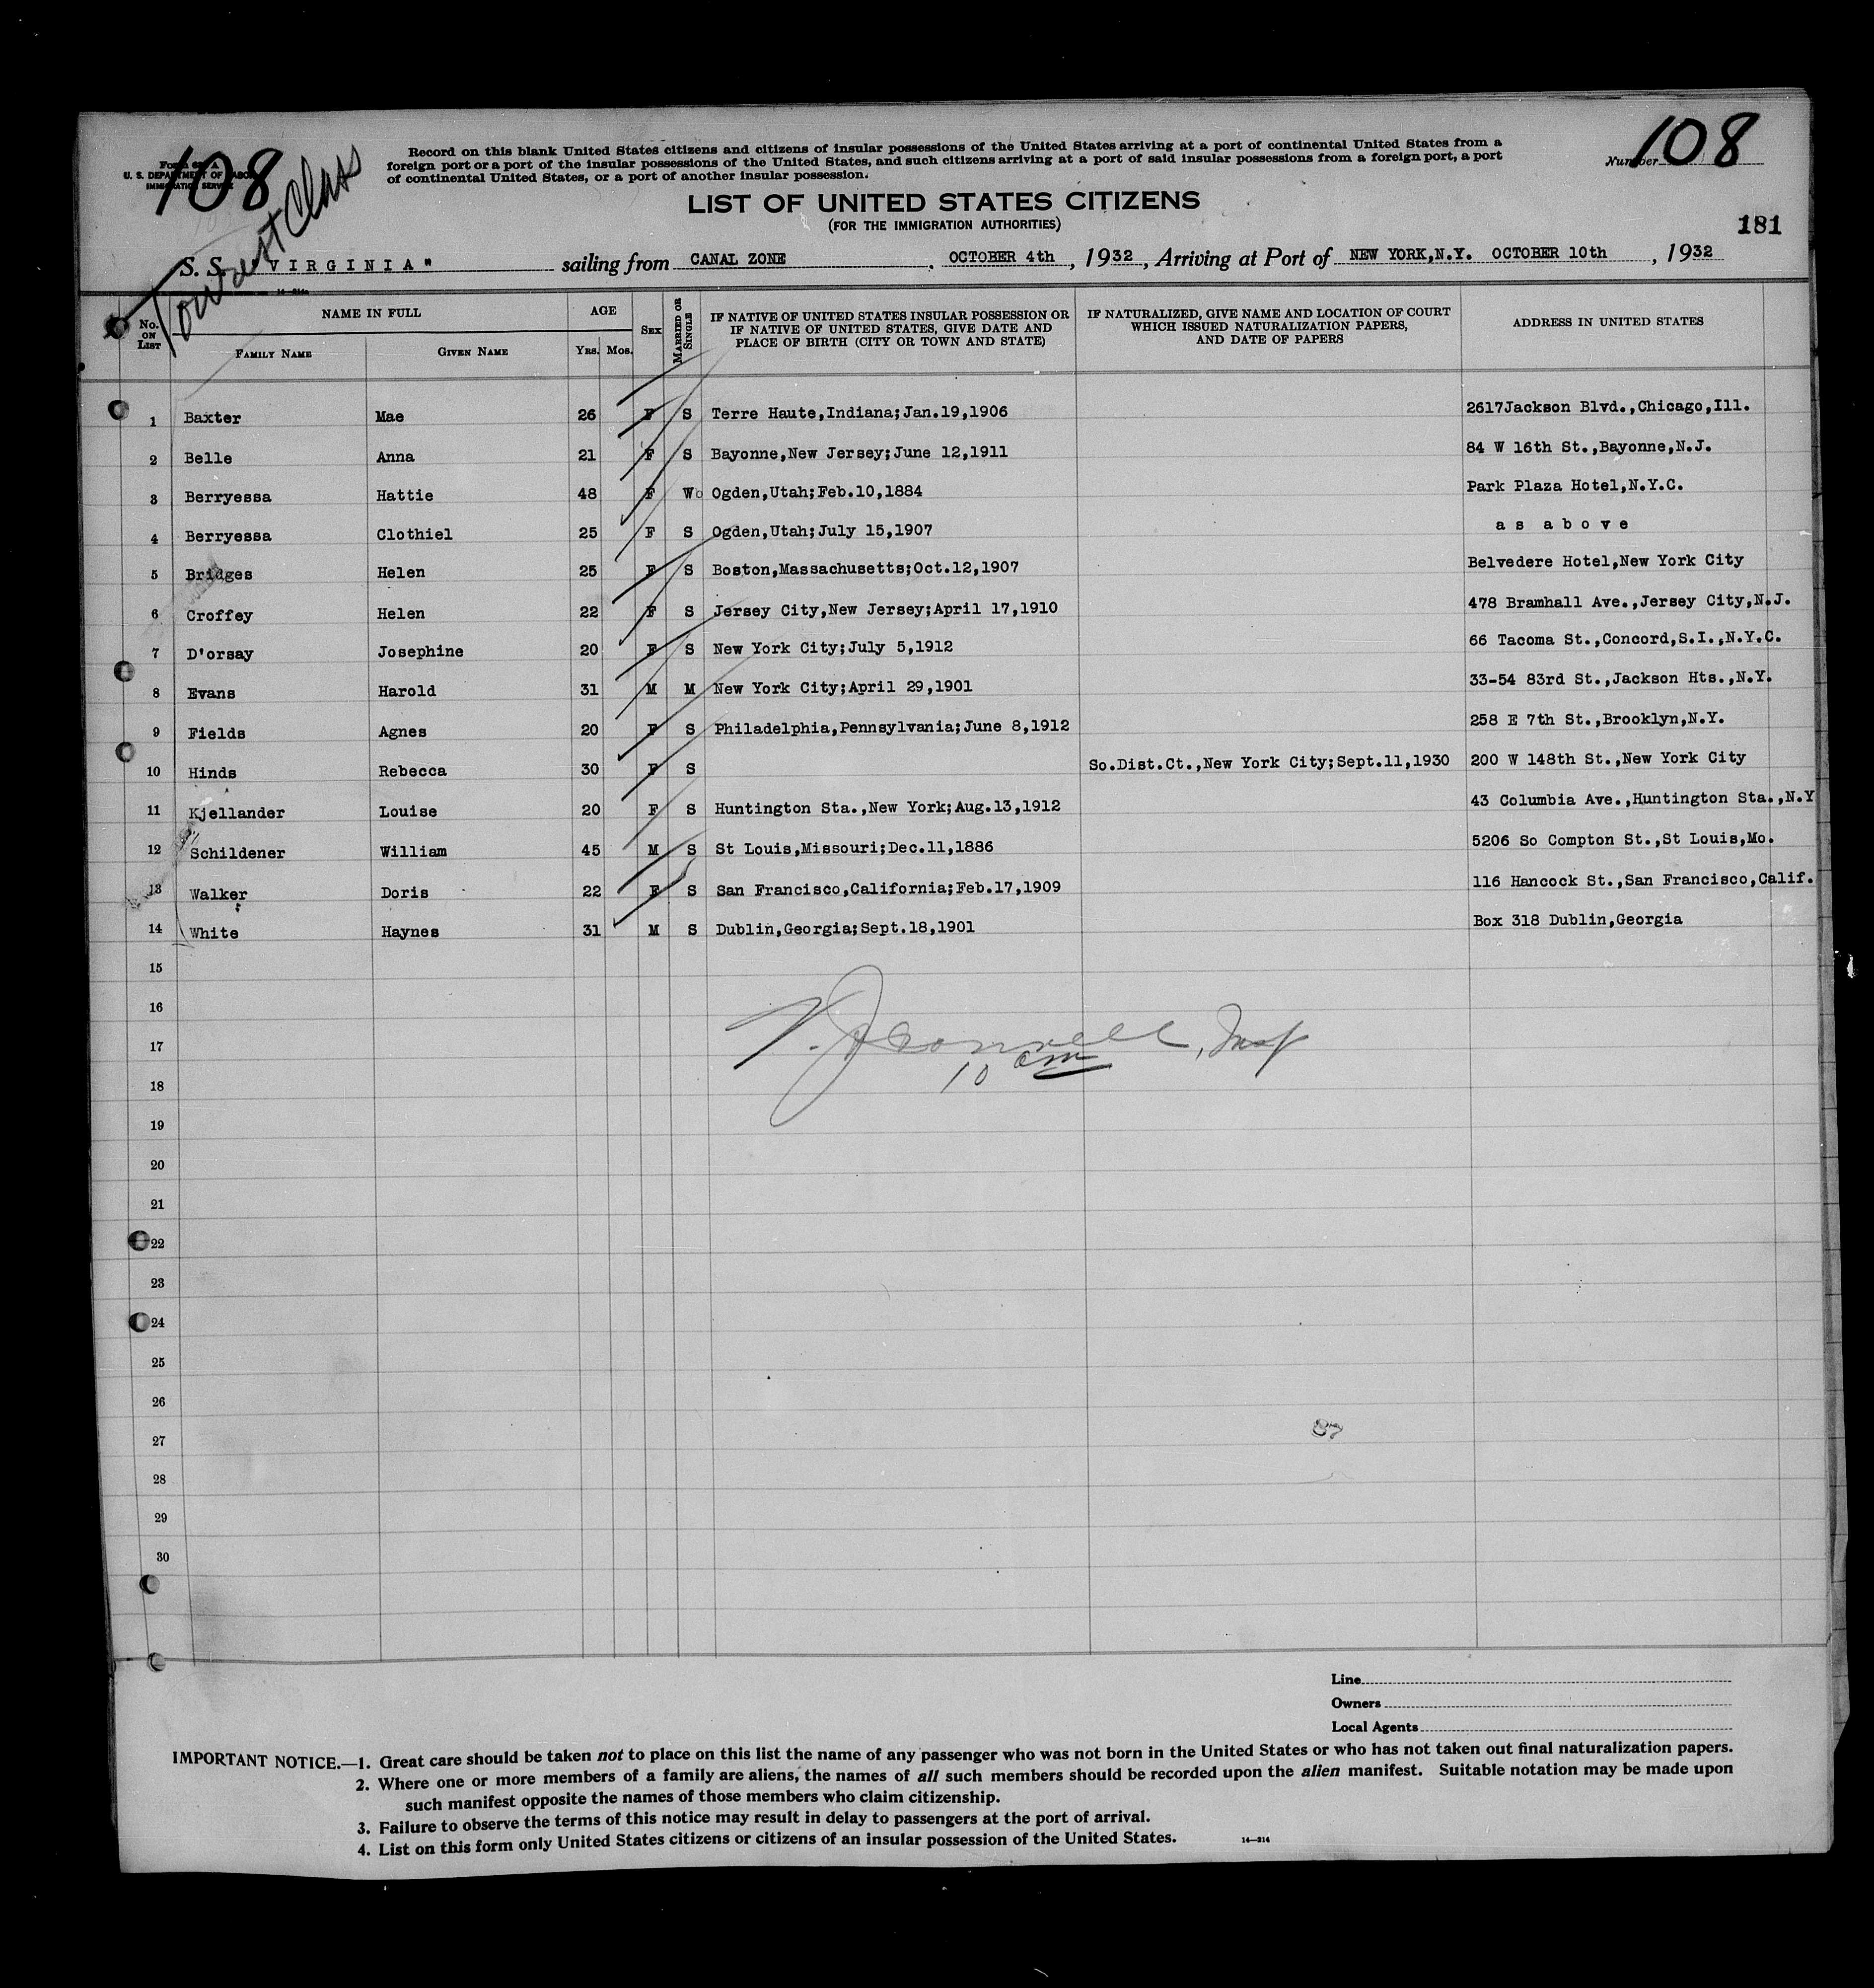 108
Tourist Class
Record on this blank United States citizens and citizens of insular possessions of the United States arriving at a port of continental United States from a
foreign port or a port of the insular possessions of the United States, and such citizens arriving at a port of said insular possessions from a foreign port, a port
of continental United States, or a port of another insular possession.
U. S. DEPARTMENT OF LABOR
IMMIGRATION SERVICE
Number 108
LIST OF UNITED STATES CITIZENS
(FOR THE IMMIGRATION AUTHORITIES)
181
S. S. VIRGINIA" sailing from CANAL ZONE, OCTOBER 4th, 1932, Arriving at Port of NEW YORK,N.Y. OCTOBER 10th, 1932
No. ON LIST NAME IN FULL AGE SEX MARRIED OR SINGLE IF NATIVE OF UNITED STATES INSULAR POSSESSION OR IF NATIVE OF UNITED STATES, GIVE DATE AND PLACE OF BIRTH (CITY OR TOWN AND STATE) IF NATURALIZED, GIVE NAME AND LOCATION OF COURT WHICH ISSUED NATURALIZATION PAPERS, AND DATE OF PAPERS ADDRESS IN UNITED STATES
FAMILY NAME GIVEN NAME YRS. MOS.
1 Baxter Mae 26 F S Terre Haute,Indiana;Jan.19,1906 2617Jackson Blvd.,Chicago,Ill.
2 Belle Anna 21 F S Bayonne,New Jersey;June 12,1911 84 W 16th St.,Bayonne,N.J.
3 Berryessa Hattie 48 F Wo Ogden,Utah;Feb.10,1884 Park Plaza Hotel,N.Y.C.
4 Berryessa Clothiel 25 F S Ogden,Utah;July 15,1907 as above
5 Bridges Helen 25 F S Boston,Massachusetts;Oct.12,1907 Belvedere Hotel,New York City
6 Croffey Helen 22 F S Jersey City,New Jersey;April 17,1910 478 Bramhall Ave.,Jersey City,N.J.
7 D'orsay Josephine 20 F S New York City;July 5,1912 66 Tacoma St.,Concord,S.I.,N.Y.C.
8 Evans Harold 31 M M New York City;April 29,1901 33-54 83rd St.,Jackson Hts.,N.Y.
9 Fields Agnes 20 F S Philadelphia,Pennsylvania;June 8,1912 258 E 7th St.,Brooklyn,N.Y.
10 Hinds Rebecca 30 F S So.Dist.Ct.,New York City;Sept.11,1930 200 W 148th St.,New York City
11 Kjellander Louise 20 F S Huntington Sta.,New York;Aug.13,1912 43 Columbia Ave.,Huntington Sta.,N.Y
12 Schildener William 45 M S St Louis,Missouri;Dec.11,1886 5206 So Compton St.,St Louis,Mo.
13 Walker Doris 22 F S San Francisco,California;Feb.17,1909 116 Hancock St.,San Francisco,Calif.
14 White Haynes 31 M S Dublin,Georgia;Sept.18,1901 Box 318 Dublin,Georgia
15
16
17
18
10 am
19
20
21
22
23
24
25
26
27
28
29
30
Line
Owners
Local Agents
IMPORTANT NOTICE.—1. Great care should be taken not to place on this list the name of any passenger who was not born in the United States or who has not taken out final naturalization papers.
2. Where one or more members of a family are aliens, the names of all such members should be recorded upon the alien manifest. Suitable notation may be made upon
such manifest opposite the names of those members who claim citizenship.
3. Failure to observe the terms of this notice may result in delay to passengers at the port of arrival.
4. List on this form only United States citizens or citizens of an insular possession of the United States. 14—314